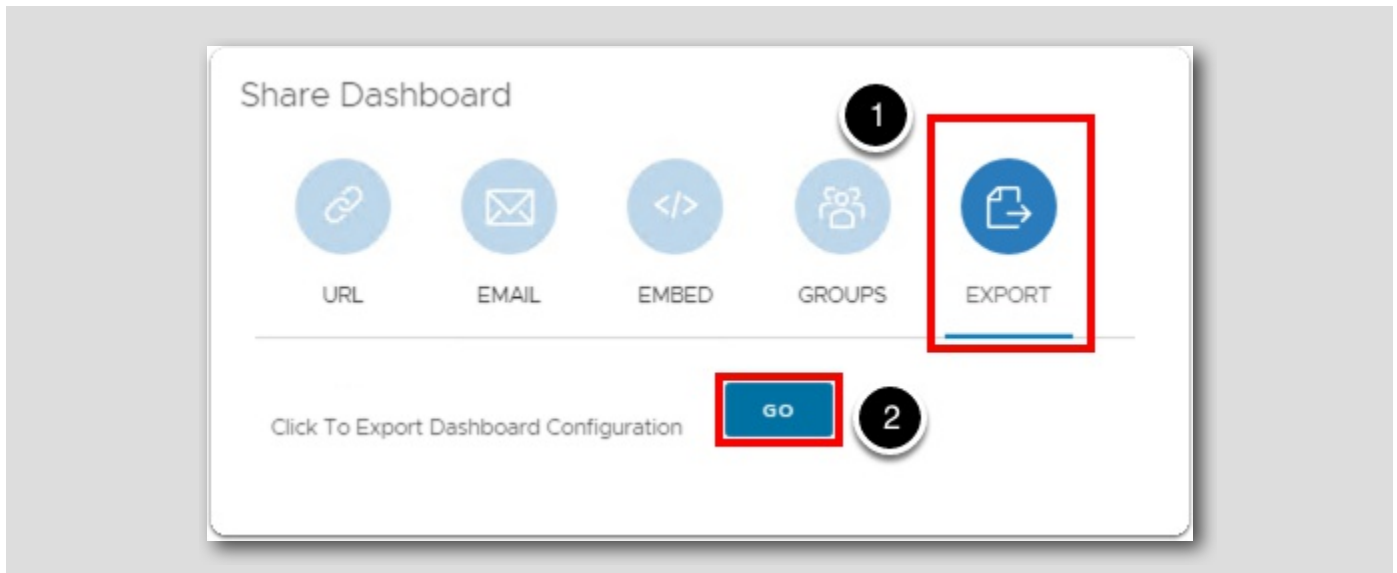 Share Dashboard
1
URL EMAIL EMBED GROUPS EXPORT
Click To Export Dashboard Configuration GO 2